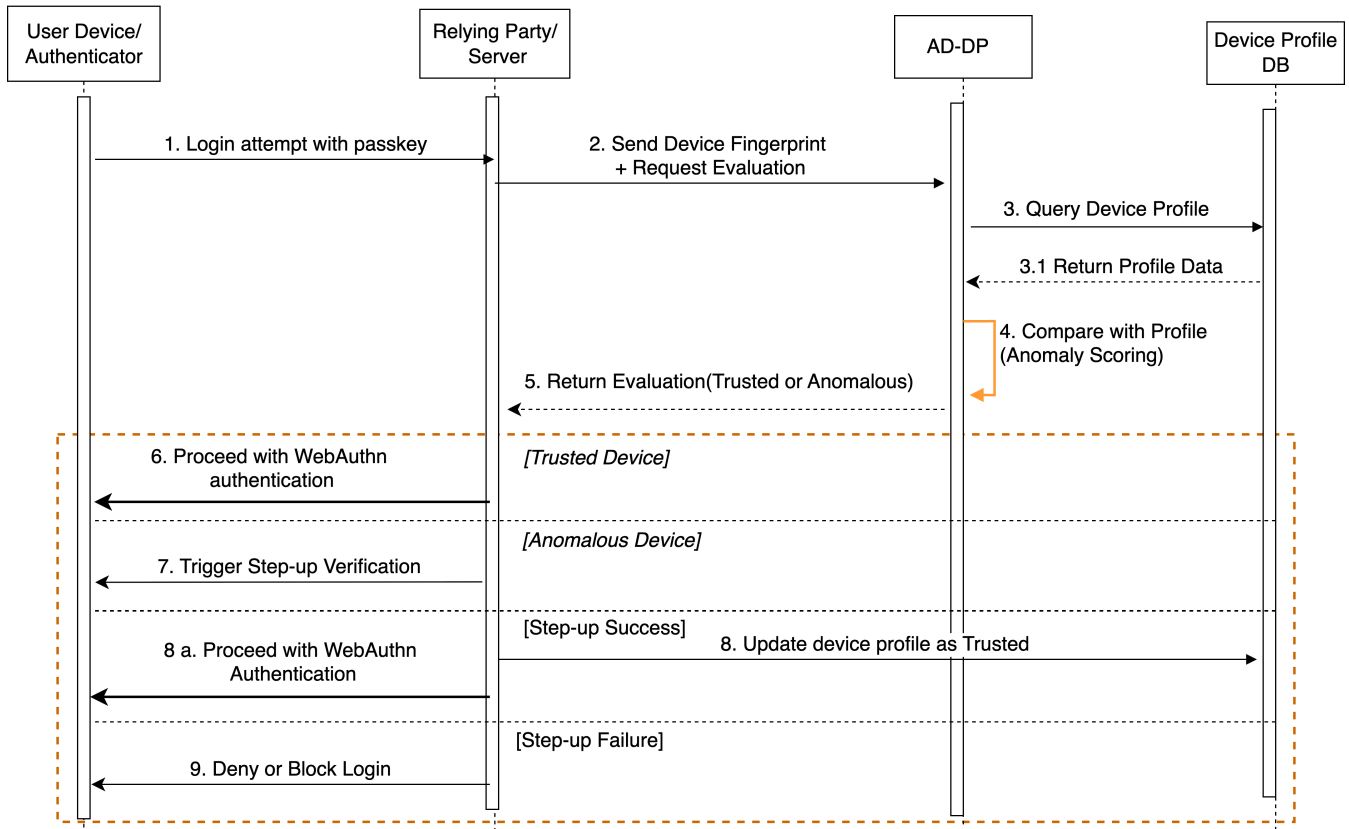 User Device/
Authenticator
Relying Party/
Server
AD-DP
Device Profile
DB
1. Login attempt with passkey
2. Send Device Fingerprint
+ Request Evaluation
3. Query Device Profile
3.1 Return Profile Data
4. Compare with Profile
(Anomaly Scoring)
5. Return Evaluation(Trusted or Anomalous)
6. Proceed with WebAuthn
authentication
[Trusted Device]
[Anomalous Device]
7. Trigger Step-up Verification
[Step-up Success]
8. Update device profile as Trusted
8 a. Proceed with WebAuthn
Authentication
[Step-up Failure]
9. Deny or Block Login